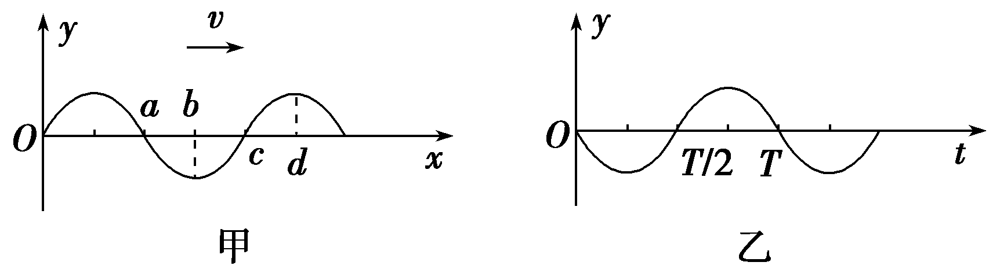 y v
a b
O c d x
甲
y
O T/2 T t
乙